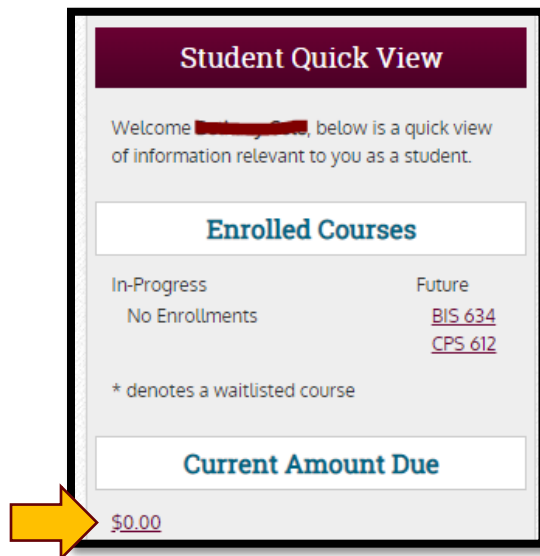 Student Quick View
Welcome , below is a quick view
of information relevant to you as a student.
Enrolled Courses
In-Progress Future
No Enrollments BIS 634
CPS 612
* denotes a waitlisted course
Current Amount Due
$0.00